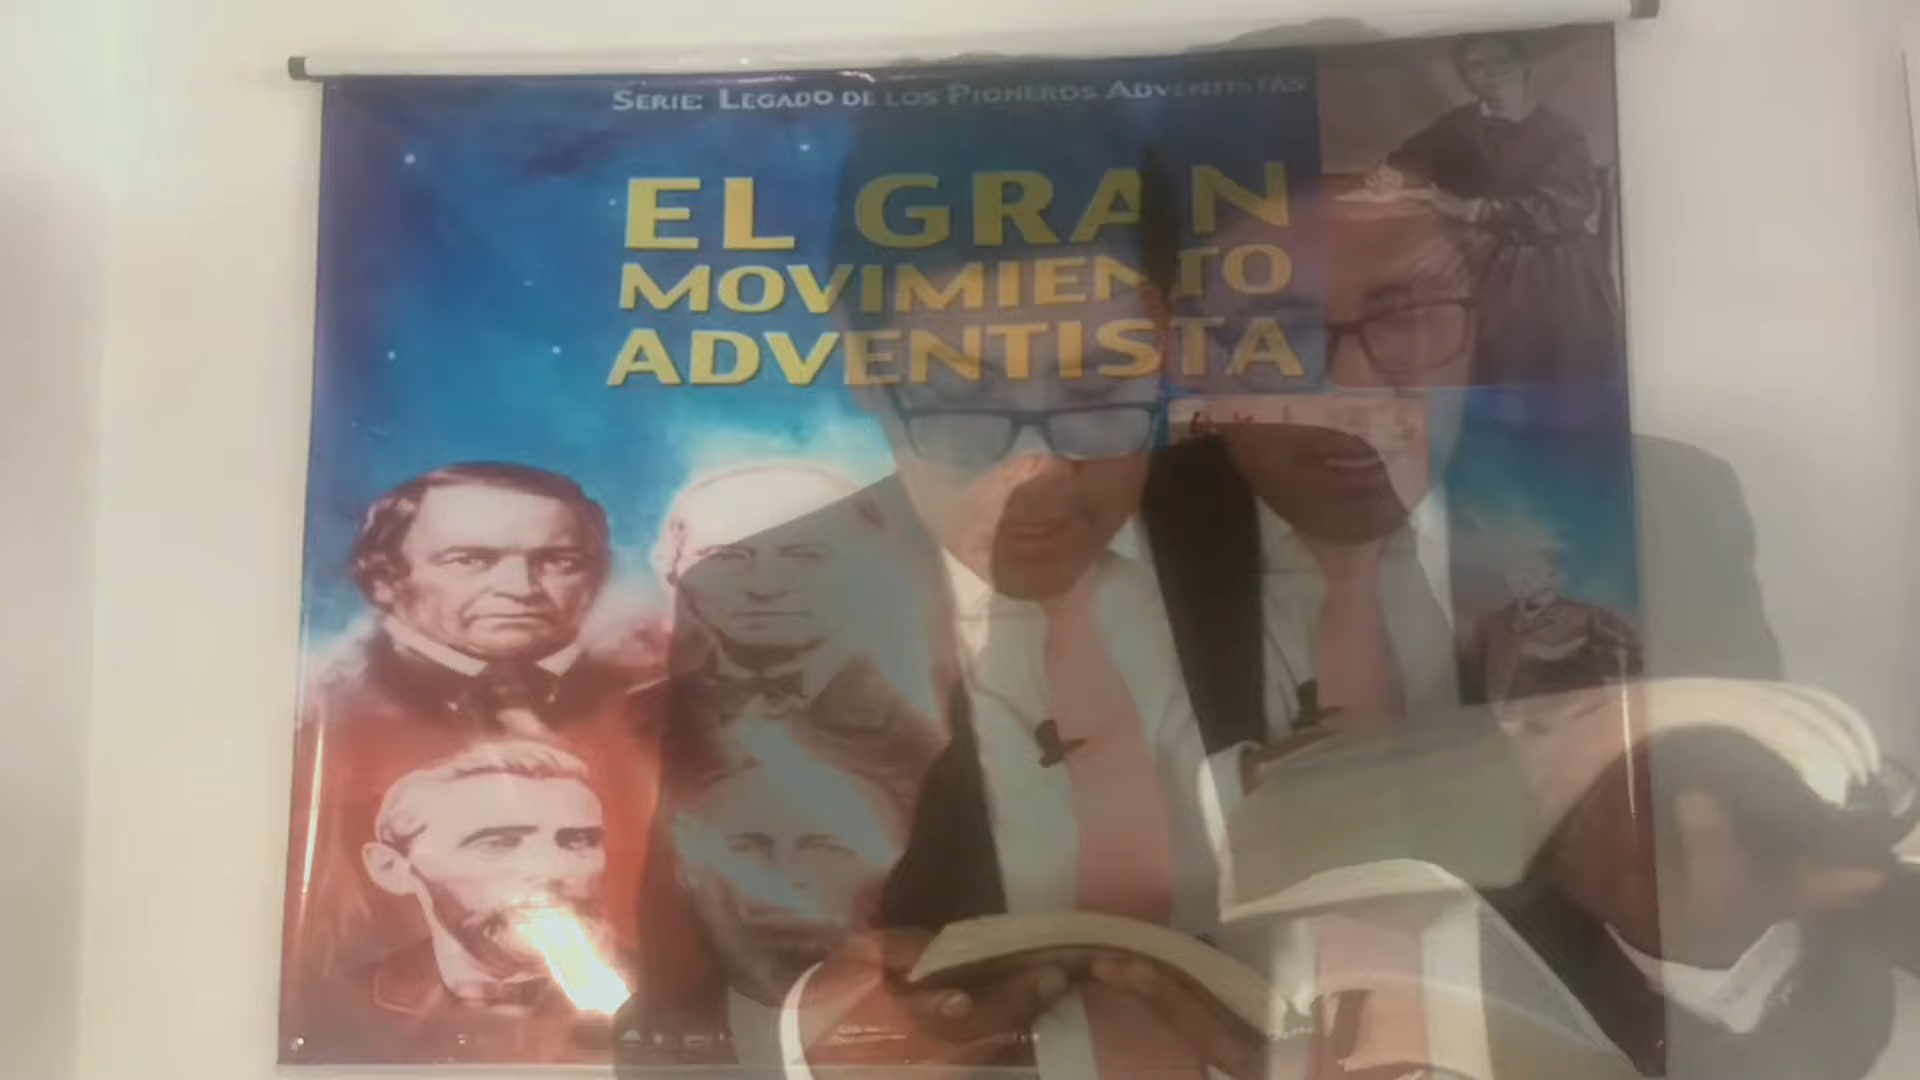 SERIE: LEGADO DE LOS PIONEROS ADVENTISTAS
EL GRAN
MOVIMIENTO
ADVENTISTA